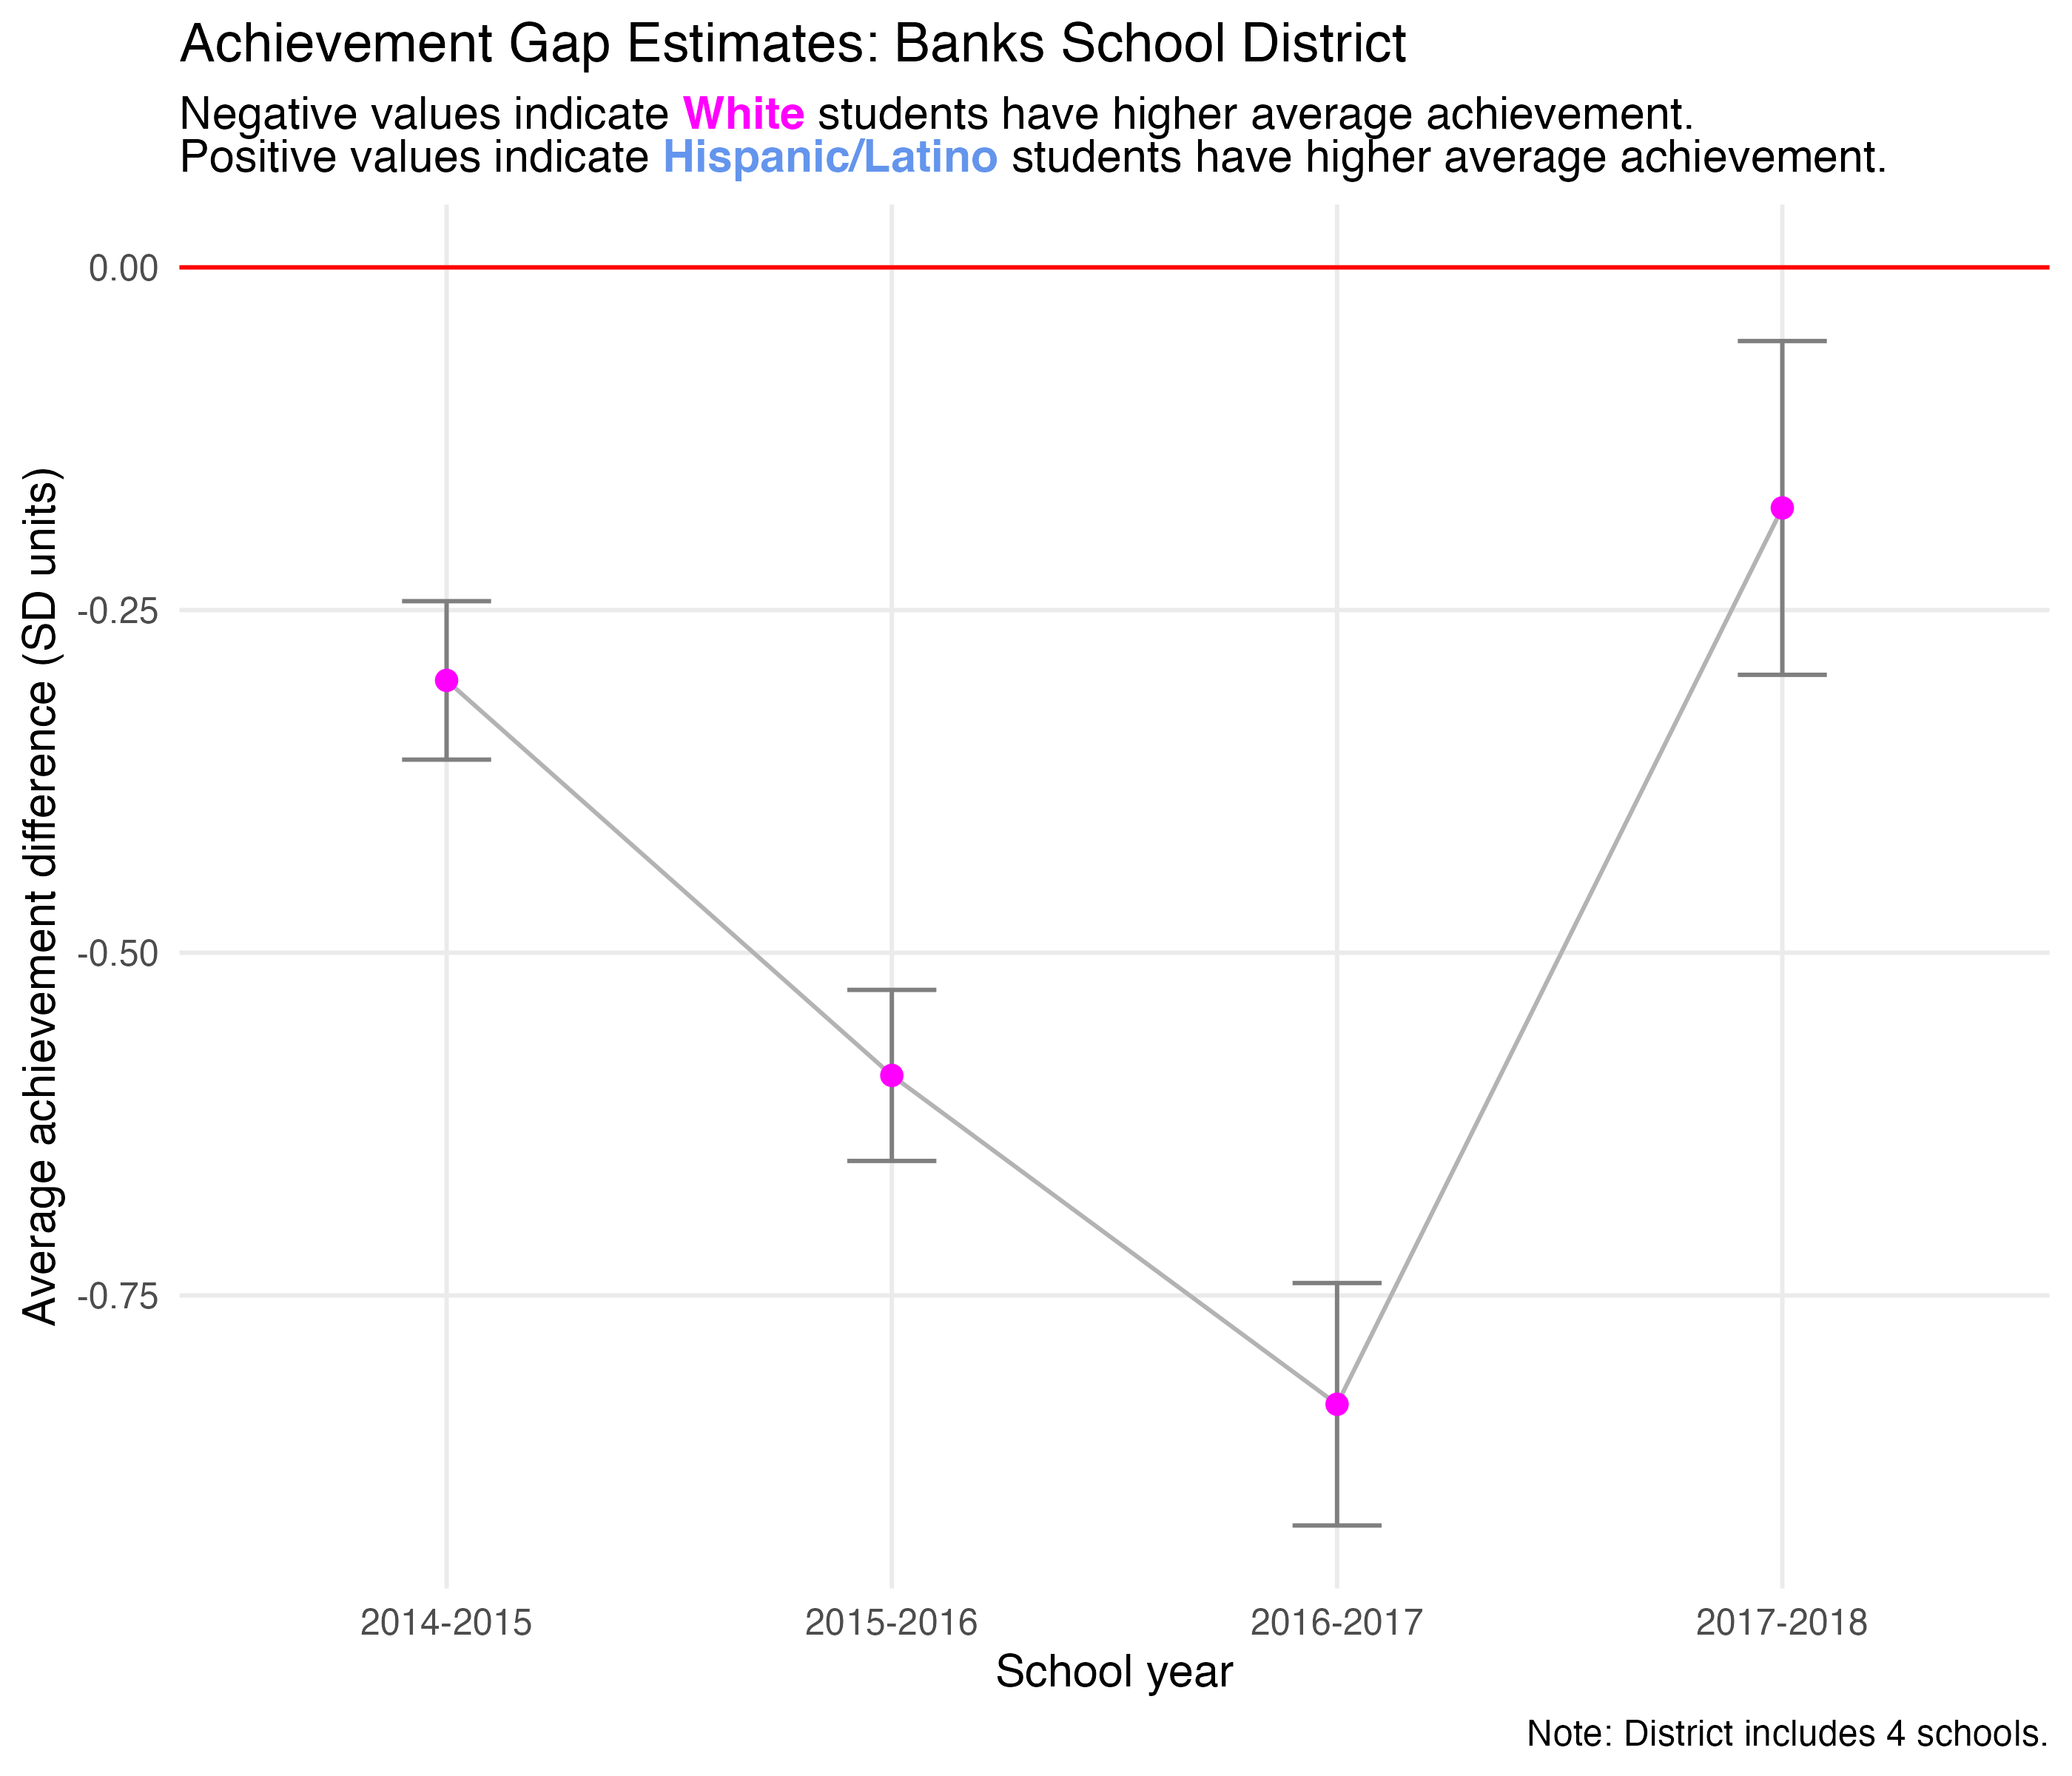 Achievement Gap Estimates: Banks School District
Negative values indicate White students have higher average achievement.
Positive values indicate Hispanic/Latino students have higher average achievement.
Average achievement difference (SD units)
0.00
-0.25
-0.50
-0.75
2014-2015
2015-2016
2016-2017
2017-2018
School year
Note: District includes 4 schools.